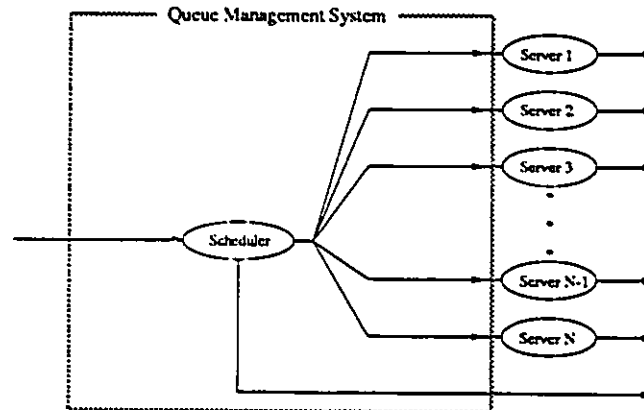 Queue Management System
Server 1
Server 2
Server 3
Scheduler
Server N-1
Server N